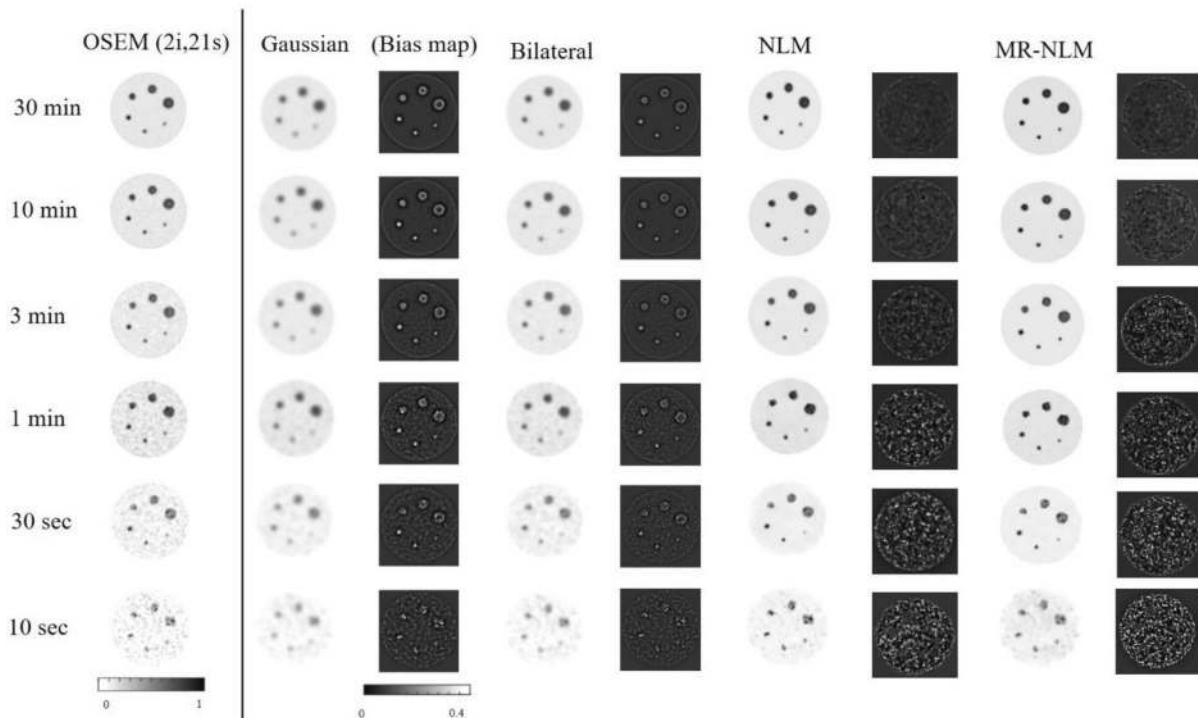 OSEM (2i,21s) Gaussian (Bias map) Bilateral NLM MR-NLM
30 min
10 min
3 min
1 min
30 sec
10 sec
0 1 0 0.4